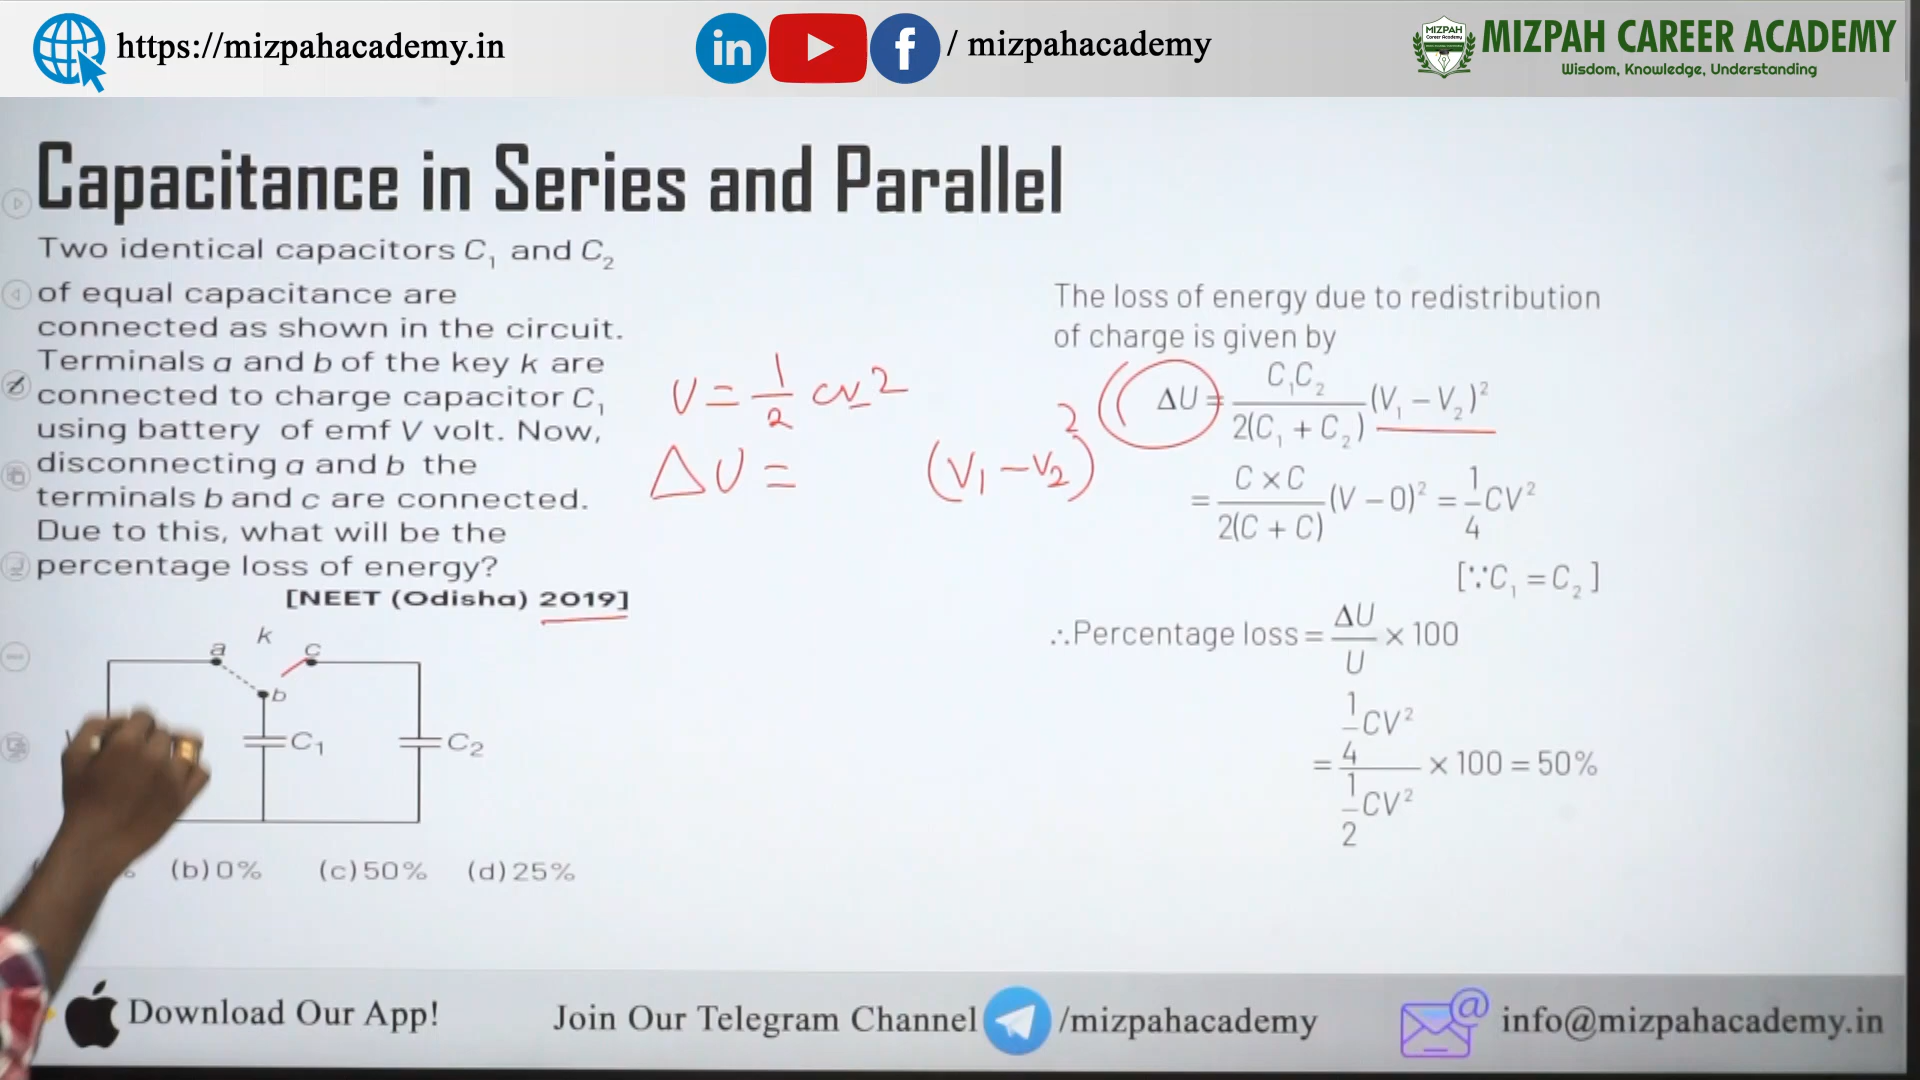 https://mizpahacademy.in
in f / mizpahacademy
MIZPAH CAREER ACADEMY
Wisdom, Knowledge, Understanding
MIZPAH
Career Academy
Capacitance in Series and Parallel
Two identical capacitors C₁ and C₂
of equal capacitance are
connected as shown in the circuit.
Terminals a and b of the key k are
connected to charge capacitor C₁
using battery of emf V volt. Now,
disconnecting a and b the
terminals b and c are connected.
Due to this, what will be the
percentage loss of energy?
[NEET (Odisha) 2019]
k
a c
b
C₁ C₂
(b) 0% (c) 50% (d) 25%
U = 1/2 cv²
ΔU = (V₁ – V₂)²
The loss of energy due to redistribution
of charge is given by
ΔU = C₁C₂ / 2(C₁ + C₂) (V₁ – V₂)²
= C × C / 2(C + C) (V – 0)² = 1/4 CV²
[∵C₁ = C₂]
∴Percentage loss = ΔU/U × 100
= 1/4 CV² / 1/2 CV² × 100 = 50%
Download Our App!
Join Our Telegram Channel /mizpahacademy
@ info@mizpahacademy.in